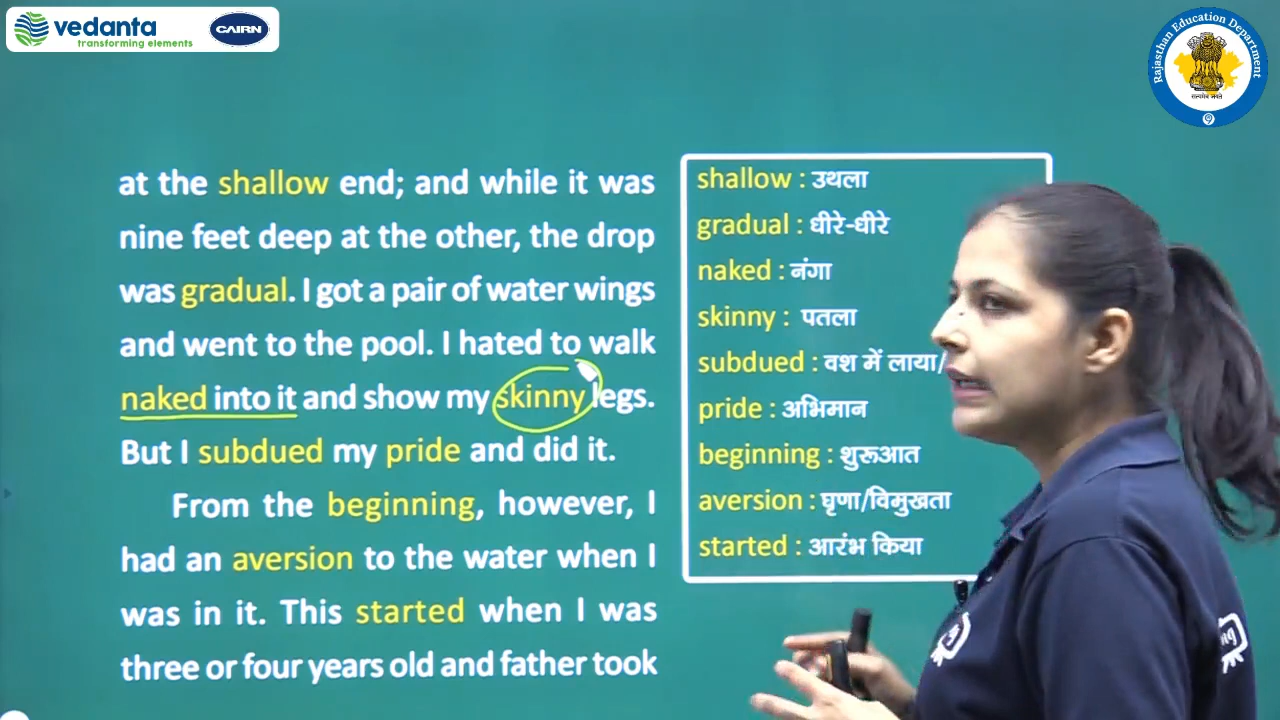 vedanta
transforming elements
CAIRN
Rajasthan Education Department
सत्यमेव जयते
at the shallow end; and while it was
nine feet deep at the other, the drop
was gradual. I got a pair of water wings
and went to the pool. I hated to walk
naked into it and show my skinny legs.
But I subdued my pride and did it.
From the beginning, however, I
had an aversion to the water when I
was in it. This started when I was
three or four years old and father took
shallow : उथला
gradual : धीरे-धीरे
naked : नंगा
skinny : पतला
subdued : वश में लाया/
pride : अभिमान
beginning : शुरूआत
aversion : घृणा/विमुखता
started : आरंभ किया